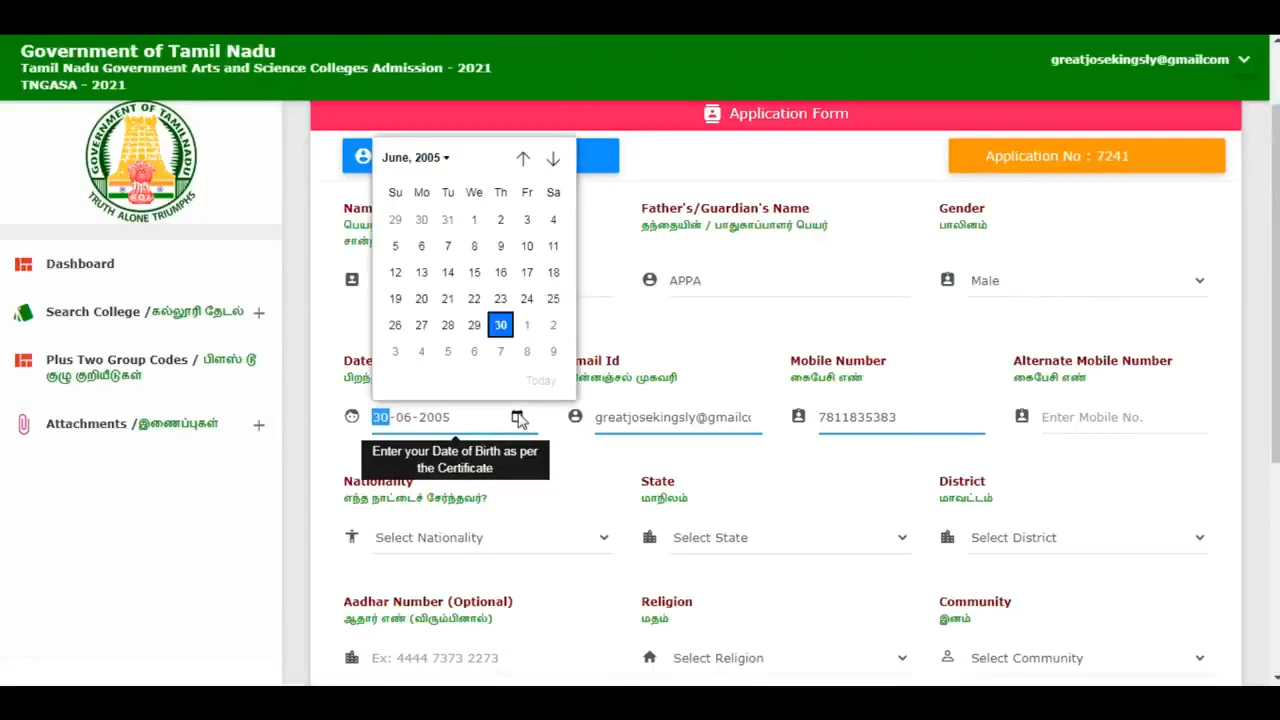 Government of Tamil Nadu
Tamil Nadu Government Arts and Science Colleges Admission - 2021
TNGASA - 2021
greatjosekingsly@gmailcom
GOVERNMENT OF TAMILNADU
TRUTH ALONE TRIUMPHS
Dashboard
Search College /கல்லூரி தேடல்
Plus Two Group Codes / பிளஸ் டூ
குழு குறியீடுகள்
Attachments /இணைப்புகள்
Application Form
Application No : 7241
June, 2005
Su Mo Tu We Th Fr Sa
29 30 31 1 2 3 4
5 6 7 8 9 10 11
12 13 14 15 16 17 18
19 20 21 22 23 24 25
26 27 28 29 30 1 2
3 4 5 6 7 8 9
Today
Father's/Guardian's Name
தந்தையின் / பாதுகாப்பாளர் பெயர்
APPA
Gender
பாலினம்
Male
30-06-2005
Enter your Date of Birth as per
the Certificate
greatjosekingsly@gmailcc
Mobile Number
கைபேசி எண்
7811835383
Alternate Mobile Number
கைபேசி எண்
Enter Mobile No.
Nationality
எந்த நாட்டைச் சேர்ந்தவர்?
Select Nationality
State
மாநிலம்
Select State
District
மாவட்டம்
Select District
Aadhar Number (Optional)
ஆதார் எண் (விரும்பினால்)
Ex: 4444 7373 2273
Religion
மதம்
Select Religion
Community
இனம்
Select Community